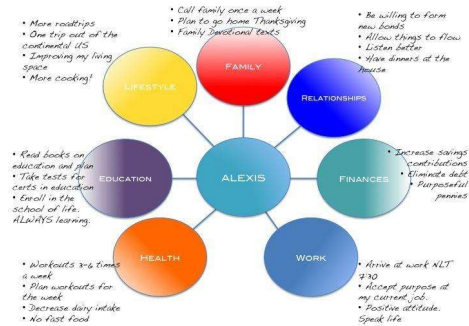 • Call family once a week
• Plan to go home Thanksgiving
• Family Devotional texts
FAMILY
• More roadtrips
• One trip out of the
continental US
• Improving my living
space
• More cooking!
LIFESTYLE
• Be willing to form
new bonds
• Allow things to flow
• Listen better
• Have dinners at the
house
RELATIONSHIPS
• Read books on
education and plan
• Take tests for
certs in education
• Enroll in the
school of life.
ALWAYS learning.
EDUCATION
ALEXIS
FINANCES
• Increase savings
contributions
• Eliminate debt
• Purposeful
pennies
HEALTH
• Workouts 3-6 times
a week
• Plan workouts for
the week
• Decrease dairy intake
• No fast food
WORK
• Arrive at work NLT
730
• Accept purpose at
my current job.
• Positive attitude.
Speak life